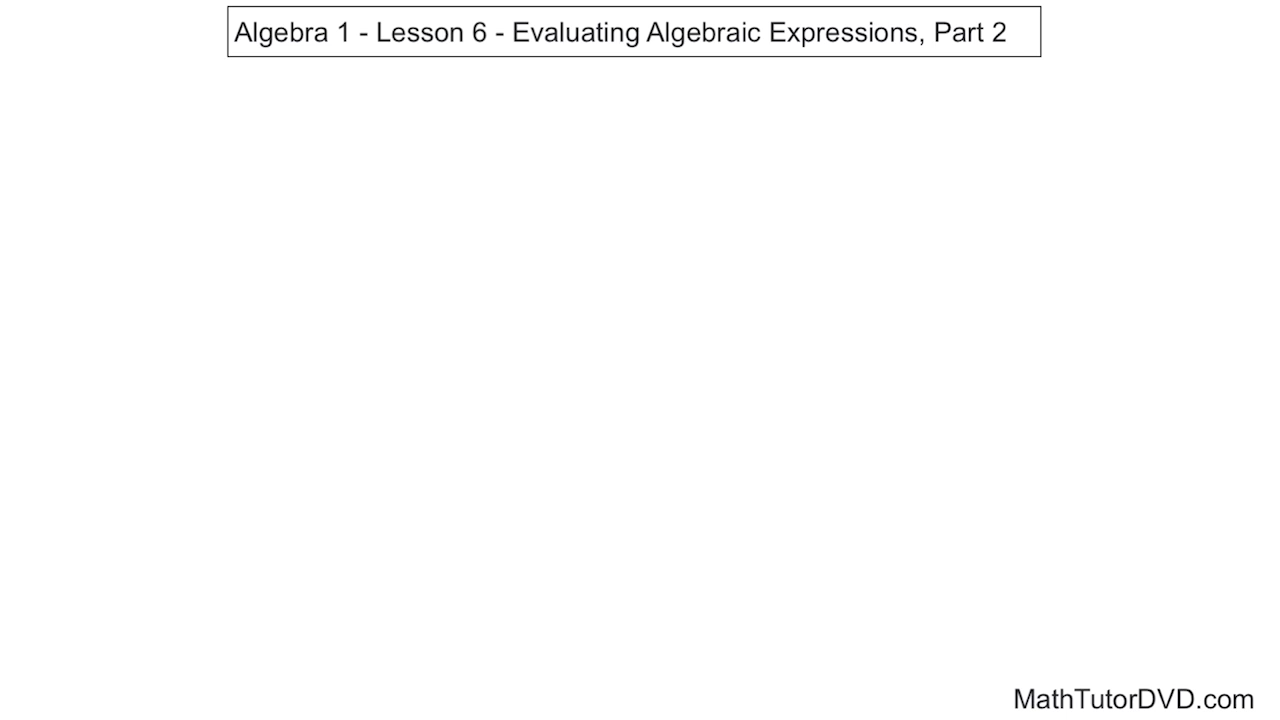 Algebra 1 - Lesson 6 - Evaluating Algebraic Expressions, Part 2
MathTutorDVD.com